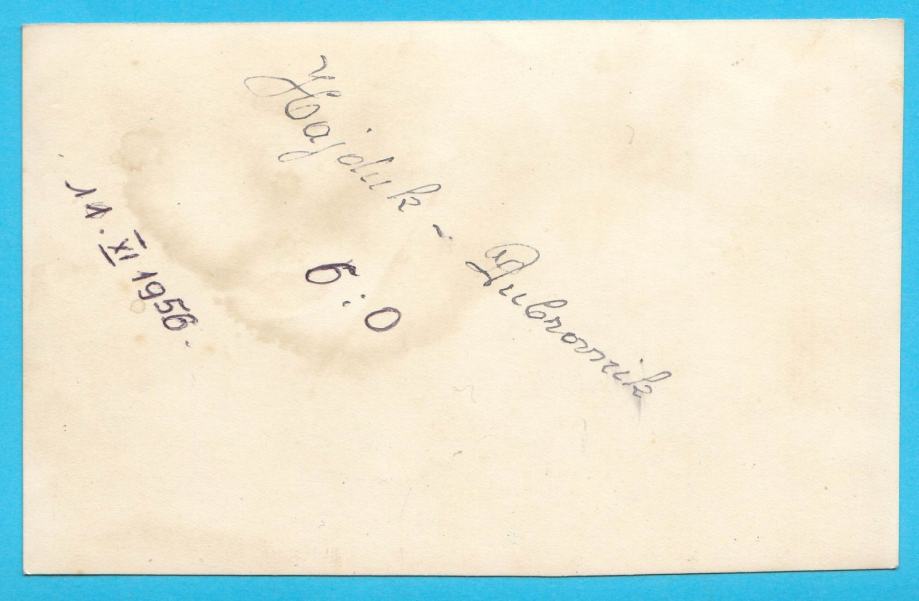 Hajduk - Dubrovnik
6:0
11. XI 1956.